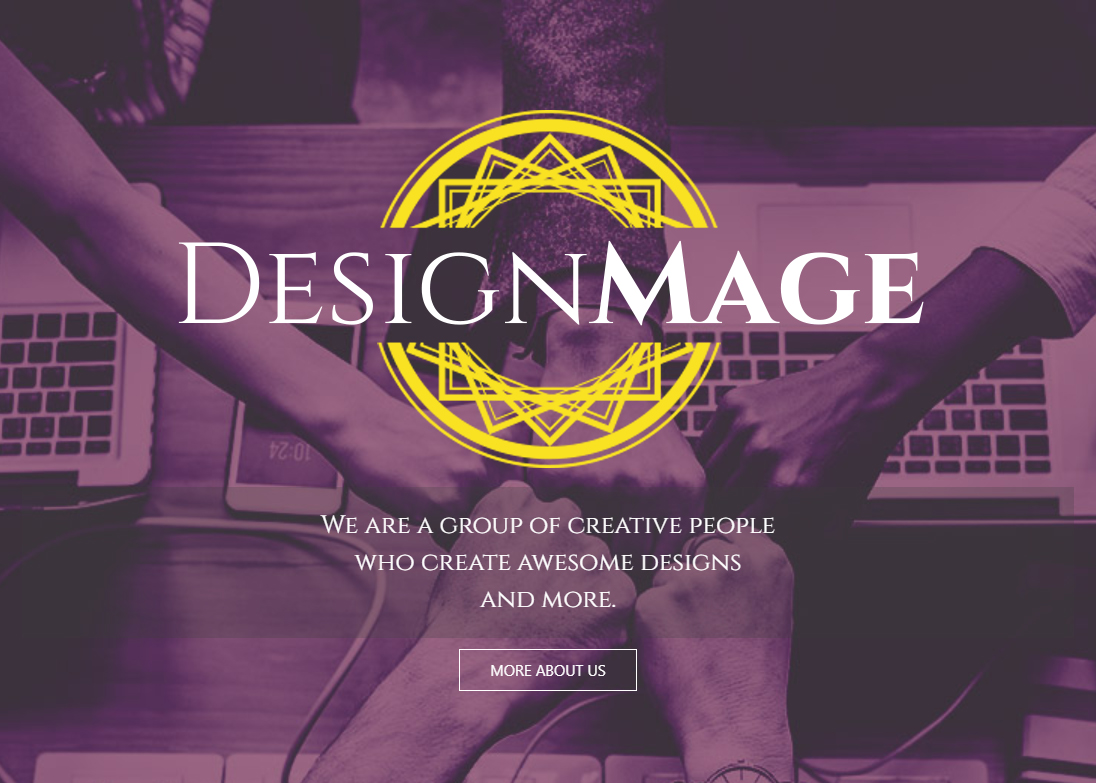 DESIGNMAGE
WE ARE A GROUP OF CREATIVE PEOPLE
WHO CREATE AWESOME DESIGNS
AND MORE.
MORE ABOUT US
10:24